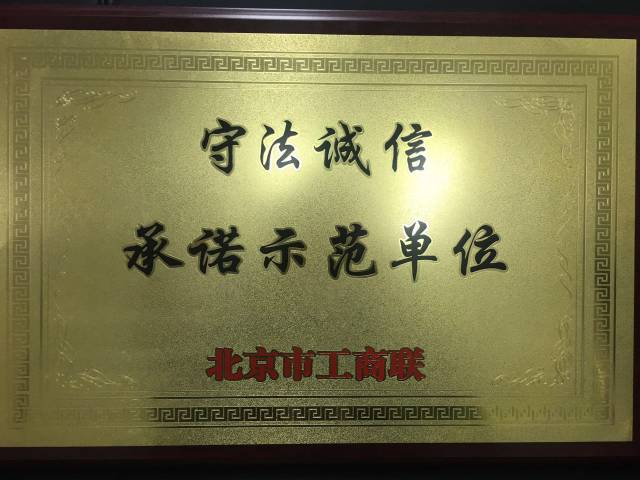 守法诚信
承诺示范单位
北京市工商联